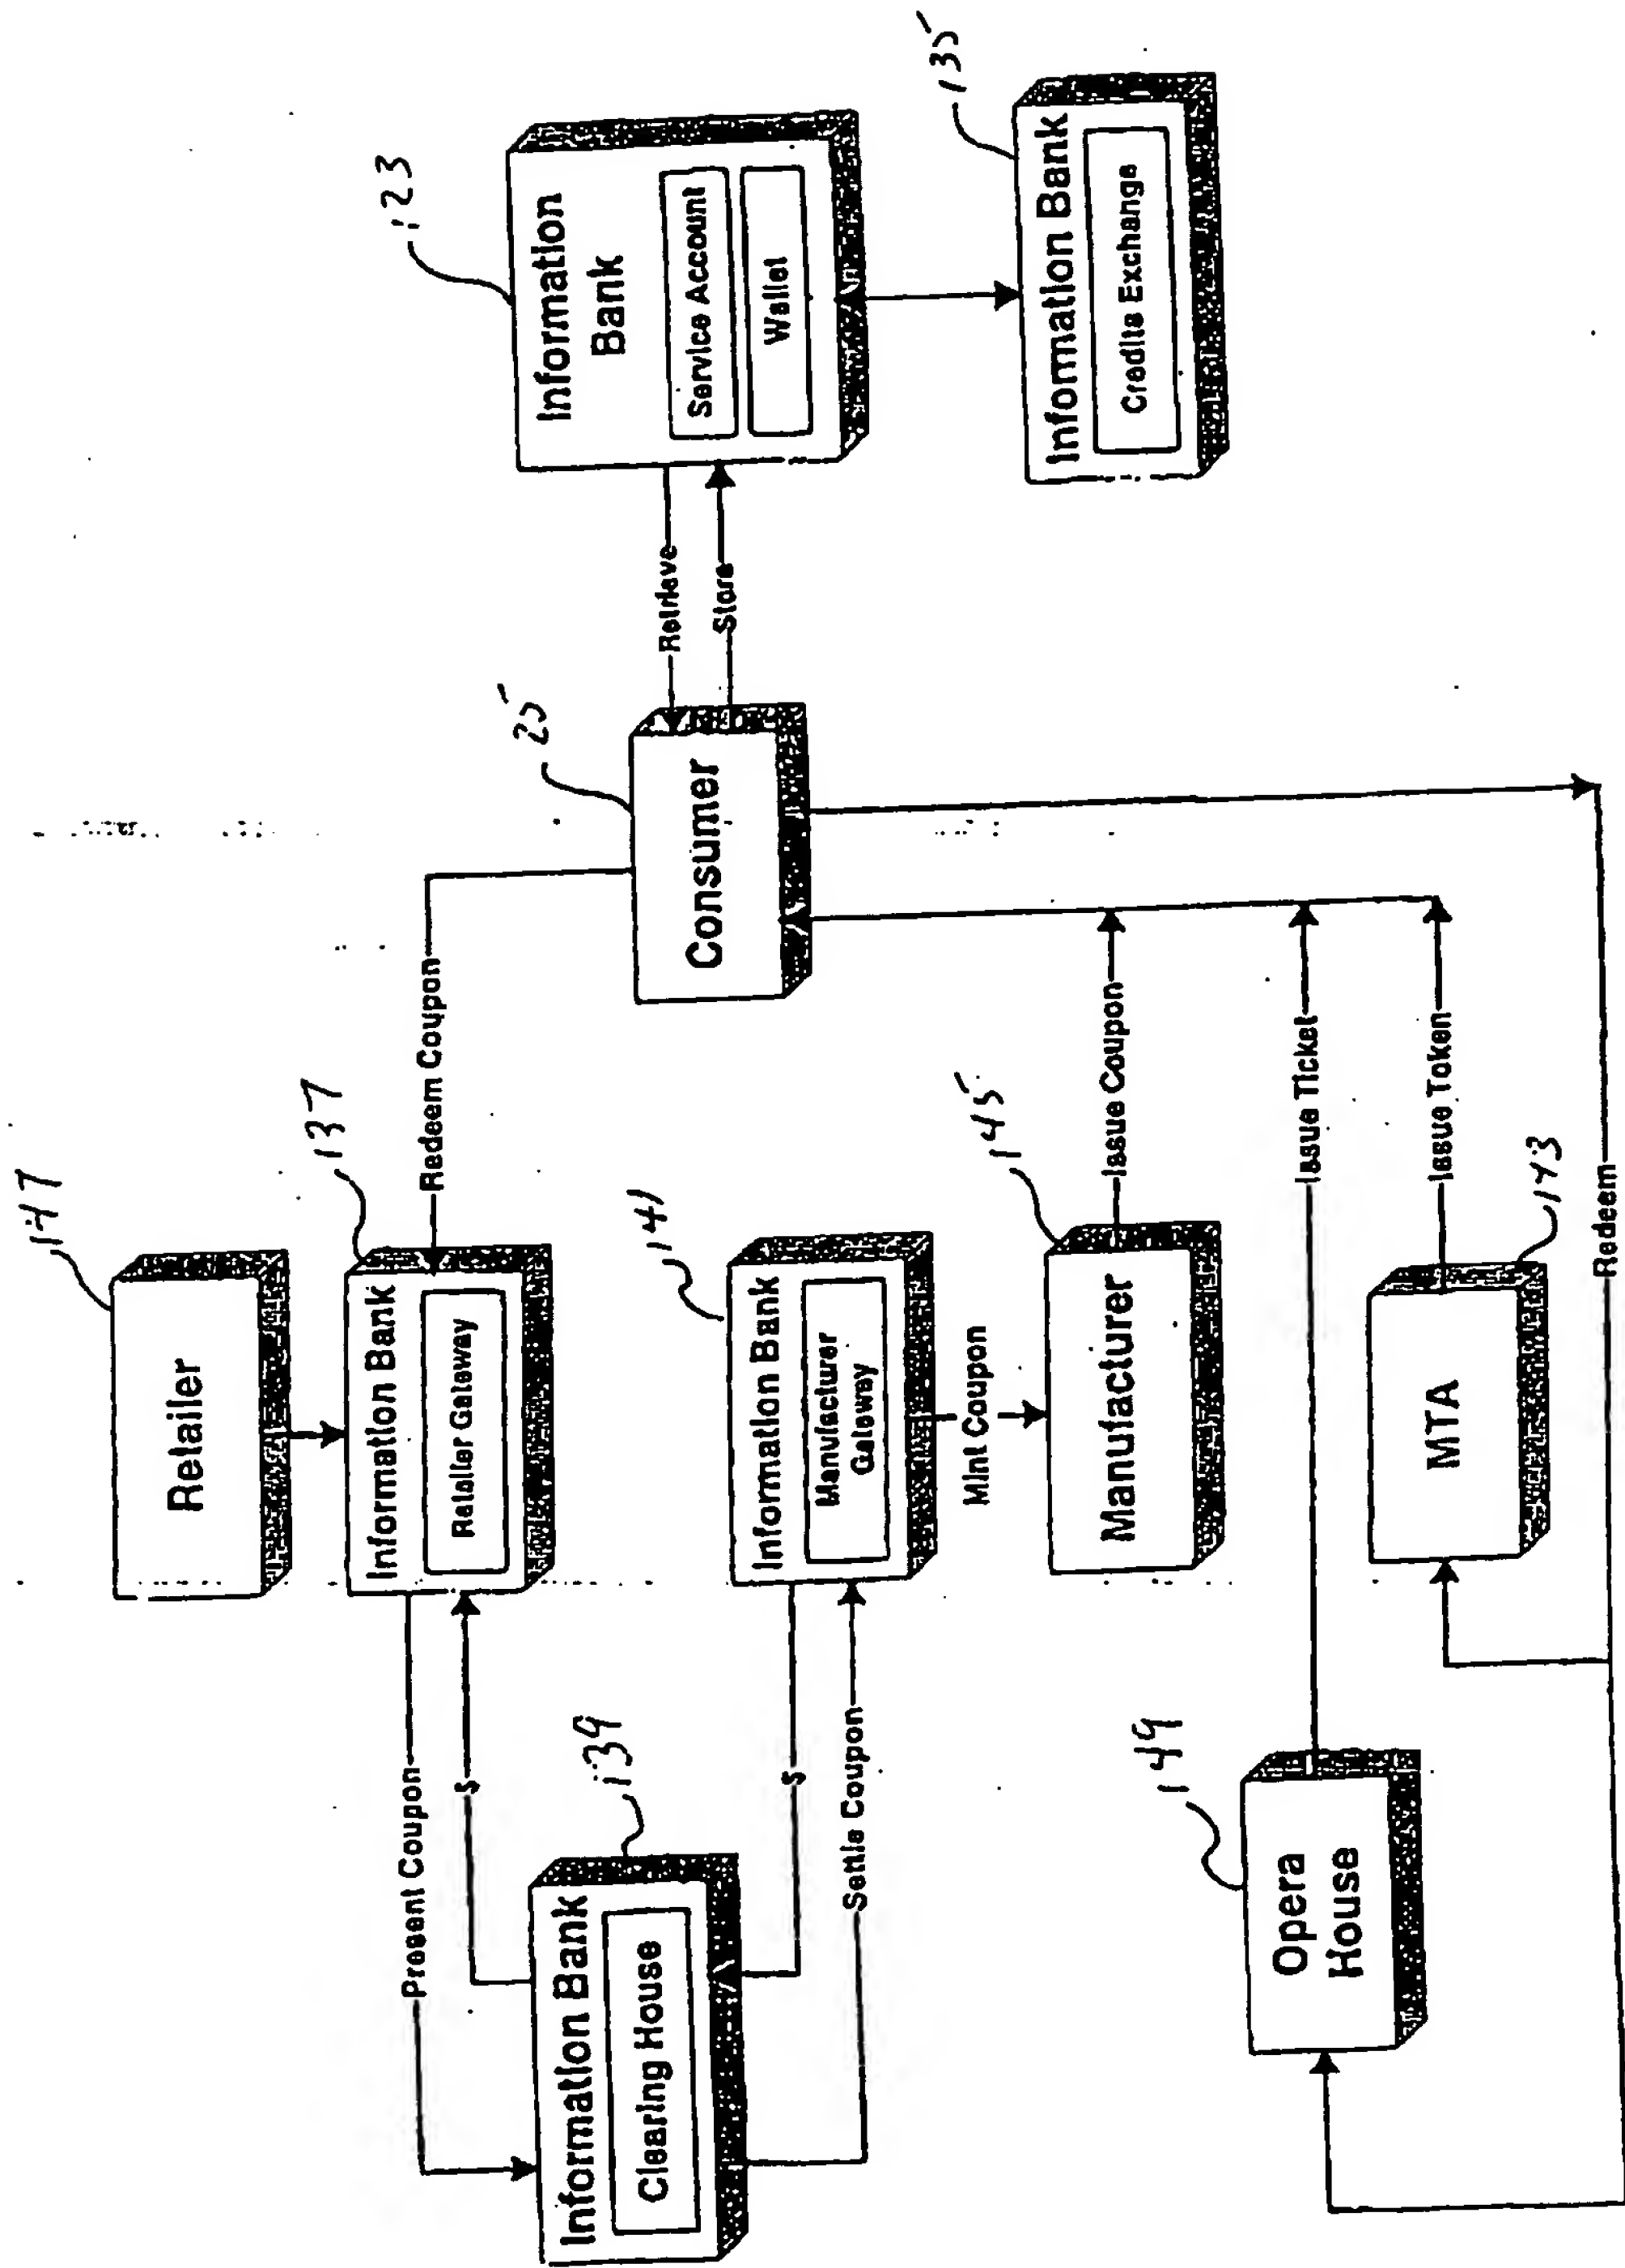 147
Retailer
137
Information Bank
Retailer Gateway
Present Coupon
Redeem Coupon
$
139
Information Bank
Clearing House
123
Information
Bank
Service Account
Wallet
25
Consumer
Retrieve
Store
141
Information Bank
Manufacturer
Gateway
$
Settle Coupon
Mint Coupon
135
Information Bank
Credits Exchange
145
Manufacturer
Issue Coupon
149
Opera
House
Issue Ticket
MTA
143
Issue Token
Redeem